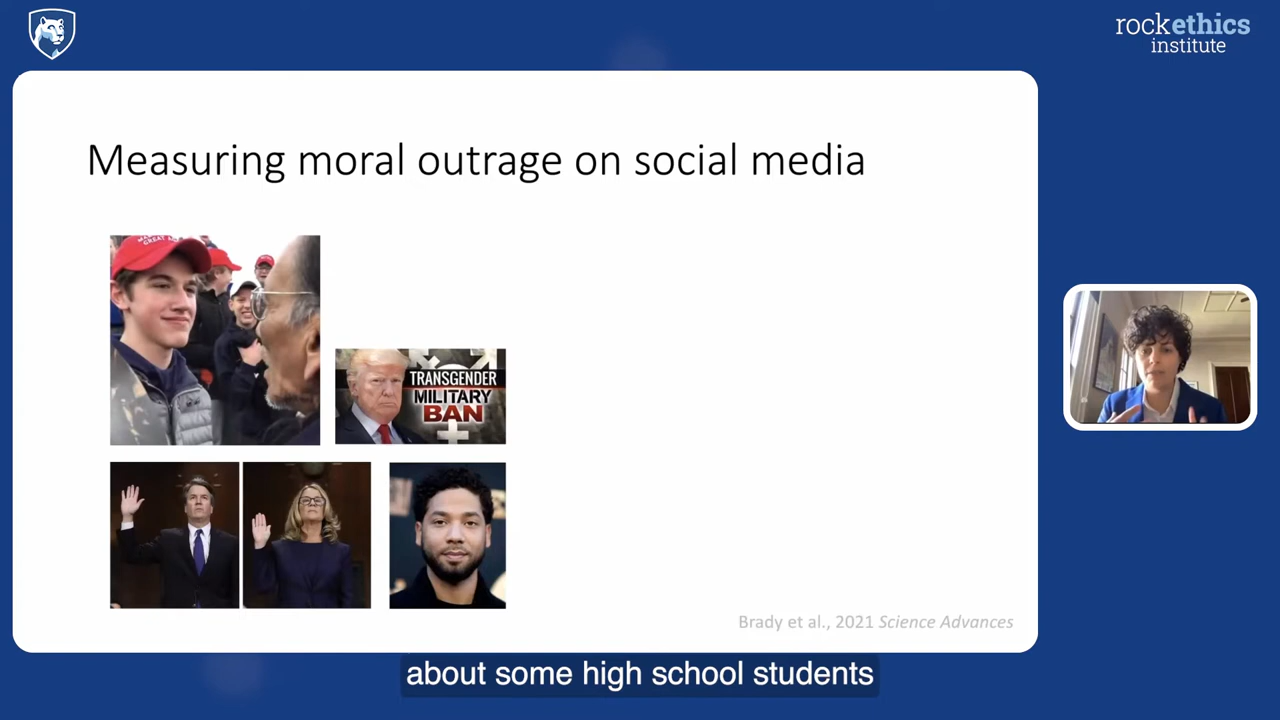 rockethics
institute
Measuring moral outrage on social media
GREAT
TRANSGENDER
MILITARY
BAN
Brady et al., 2021 Science Advances
about some high school students